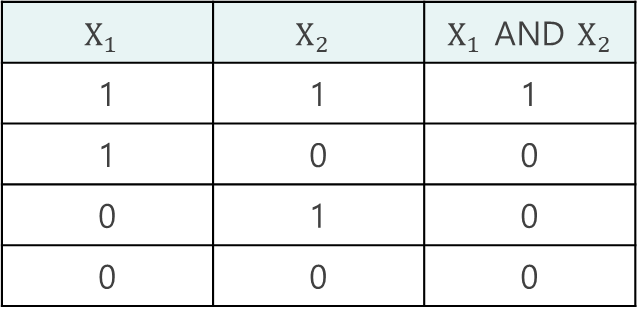 X₁ X₂ X₁ AND X₂
1 1 1
1 0 0
0 1 0
0 0 0